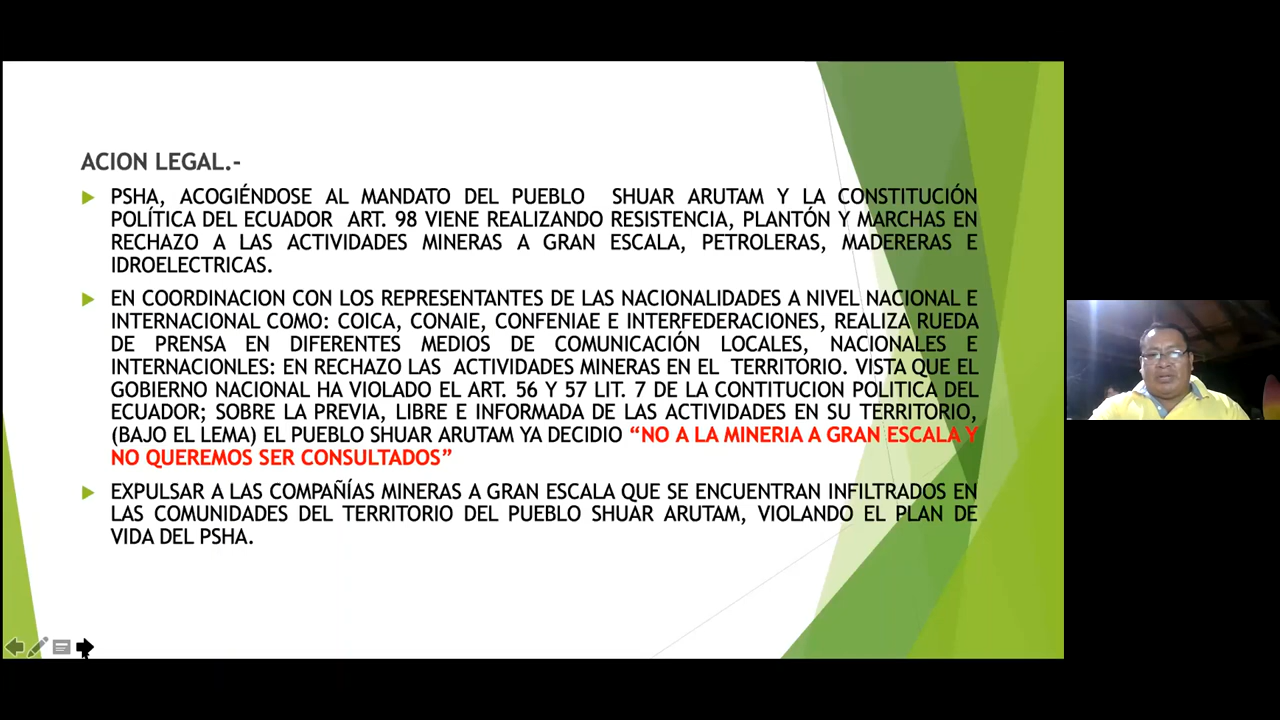 ACION LEGAL.-
PSHA, ACOGIÉNDOSE AL MANDATO DEL PUEBLO SHUAR ARUTAM Y LA CONSTITUCIÓN
POLÍTICA DEL ECUADOR ART. 98 VIENE REALIZANDO RESISTENCIA, PLANTÓN Y MARCHAS EN
RECHAZO A LAS ACTIVIDADES MINERAS A GRAN ESCALA, PETROLERAS, MADERERAS E
IDROELECTRICAS.
EN COORDINACION CON LOS REPRESENTANTES DE LAS NACIONALIDADES A NIVEL NACIONAL E
INTERNACIONAL COMO: COICA, CONAIE, CONFENIAE E INTERFEDERACIONES, REALIZA RUEDA
DE PRENSA EN DIFERENTES MEDIOS DE COMUNICACIÓN LOCALES, NACIONALES E
INTERNACIONLES: EN RECHAZO LAS ACTIVIDADES MINERAS EN EL TERRITORIO. VISTA QUE EL
GOBIERNO NACIONAL HA VIOLADO EL ART. 56 Y 57 LIT. 7 DE LA CONTITUCION POLITICA DEL
ECUADOR; SOBRE LA PREVIA, LIBRE E INFORMADA DE LAS ACTIVIDADES EN SU TERRITORIO,
(BAJO EL LEMA) EL PUEBLO SHUAR ARUTAM YA DECIDIO “NO A LA MINERIA A GRAN ESCALA Y
NO QUEREMOS SER CONSULTADOS”
EXPULSAR A LAS COMPAÑÍAS MINERAS A GRAN ESCALA QUE SE ENCUENTRAN INFILTRADOS EN
LAS COMUNIDADES DEL TERRITORIO DEL PUEBLO SHUAR ARUTAM, VIOLANDO EL PLAN DE
VIDA DEL PSHA.